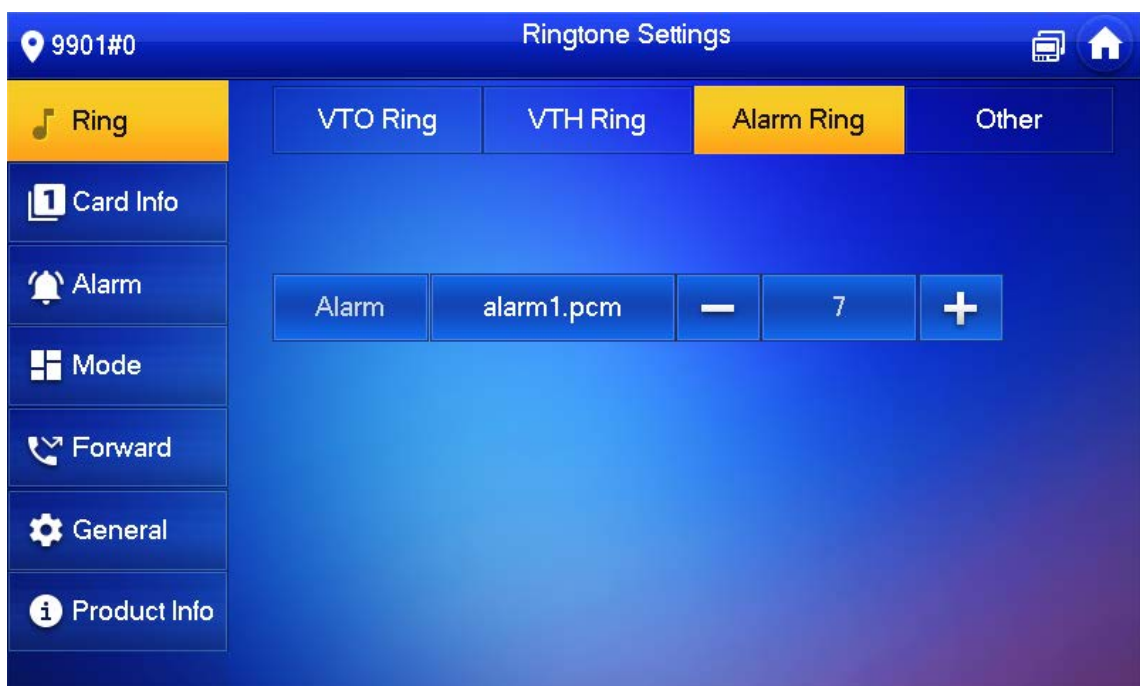 9901#0
Ringtone Settings
Ring
Card Info
Alarm
Mode
Forward
General
Product Info
VTO Ring
VTH Ring
Alarm Ring
Other
Alarm
alarm1.pcm
7